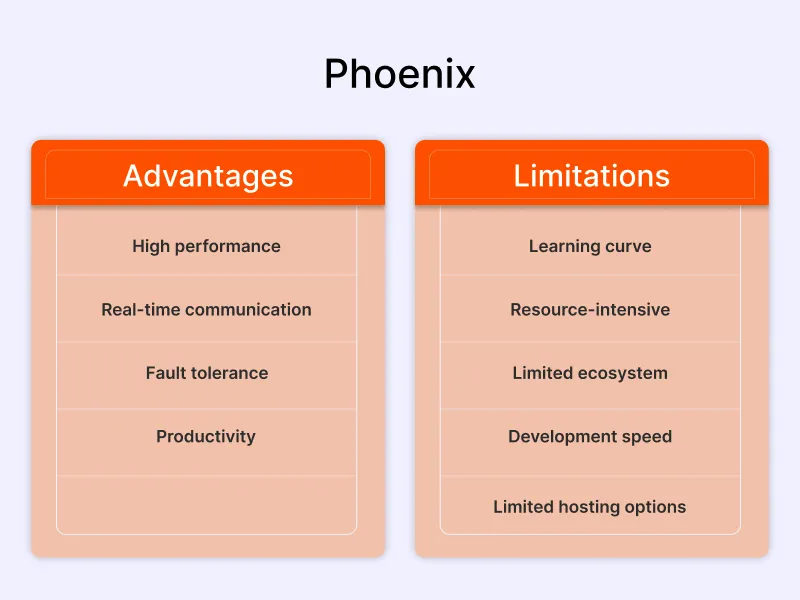 Phoenix
Advantages
High performance
Real-time communication
Fault tolerance
Productivity
Limitations
Learning curve
Resource-intensive
Limited ecosystem
Development speed
Limited hosting options